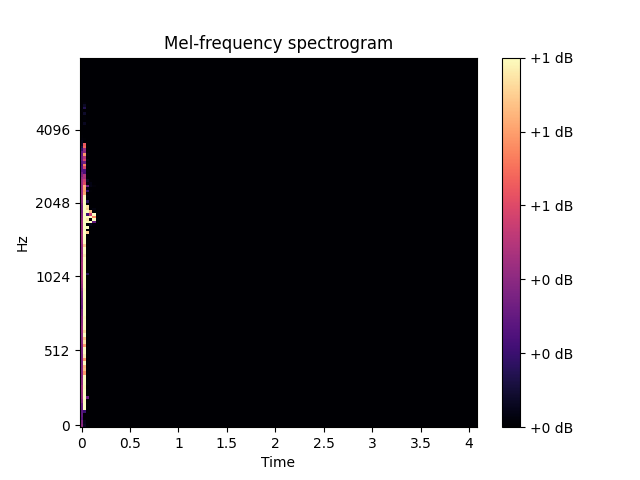 Mel-frequency spectrogram
+1 dB
+1 dB
+1 dB
+0 dB
+0 dB
+0 dB
Hz
4096
2048
1024
512
0
0 0.5 1 1.5 2 2.5 3 3.5 4
Time